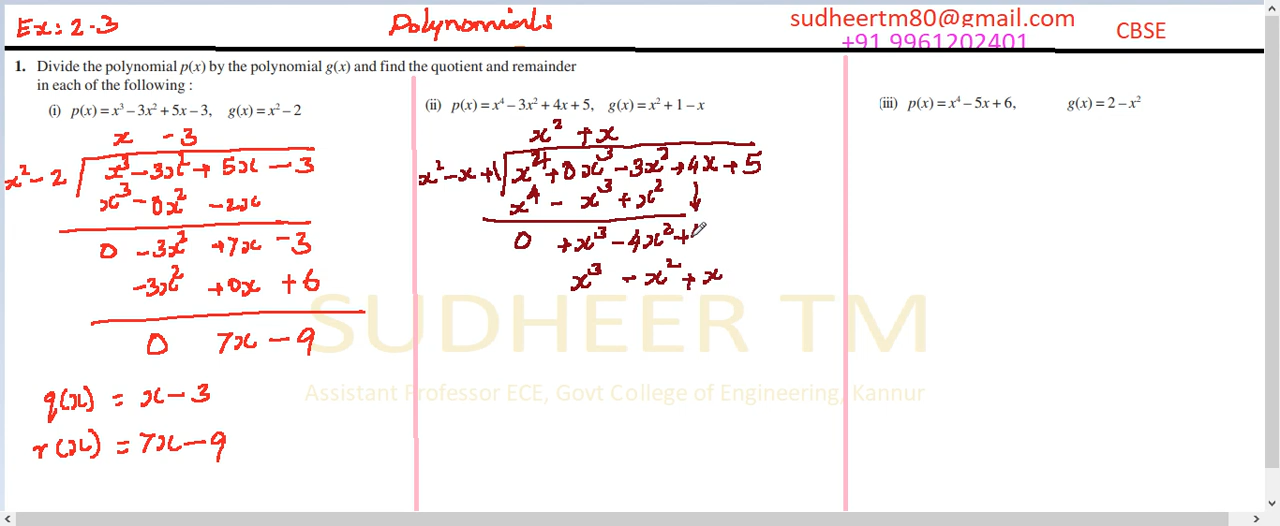 Ex: 2-3 Polynomials sudheertm80@gmail.com CBSE
+91 9961202401
1. Divide the polynomial p(x) by the polynomial g(x) and find the quotient and remainder
in each of the following :
(i) p(x) = x³ – 3x² + 5x – 3, g(x) = x² – 2
x - 3
x² - 2 x³ - 3x² + 5x - 3
x³ - 0x² - 2x
0 - 3x² + 7x - 3
-3x² + 0x + 6
0 7x - 9
q(x) = x - 3
r(x) = 7x - 9
(ii) p(x) = x⁴ – 3x² + 4x + 5, g(x) = x² + 1 – x
x² + x
x² - x + 1 x⁴ + 0x³ - 3x² + 4x + 5
x⁴ - x³ + x² ↓
0 + x³ - 4x² +
x³ - x² + x
(iii) p(x) = x⁴ – 5x + 6, g(x) = 2 – x²
SUDHEER TM
Assistant Professor ECE, Govt College of Engineering, Kannur